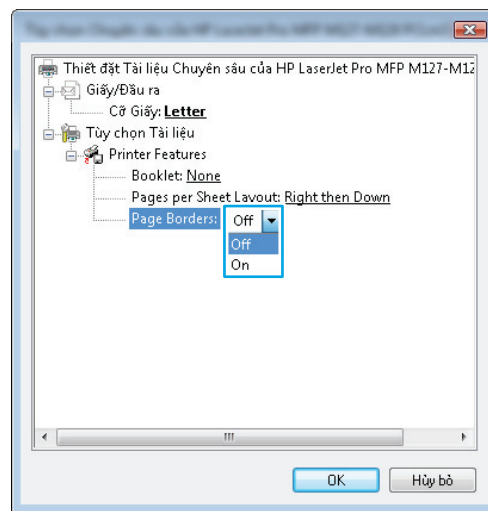 Thiết đặt Tài liệu Chuyên sâu của HP LaserJet Pro MFP M127-M12
Giấy/Đầu ra
Cỡ Giấy: Letter
Tùy chọn Tài liệu
Printer Features
Booklet: None
Pages per Sheet Layout: Right then Down
Page Borders: Off
Off
On
OK Hủy bỏ